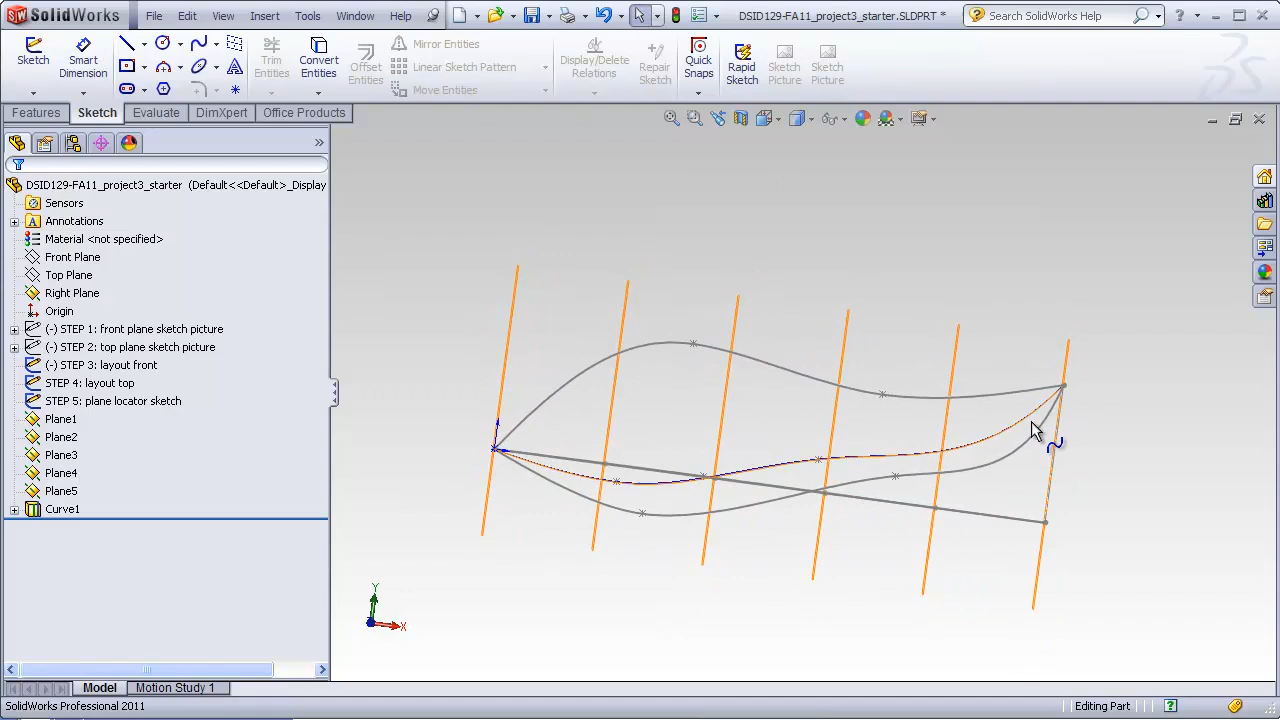 SolidWorks File Edit View Insert Tools Window Help DSID129-FA11_project3_starter.SLDPRT * Search SolidWorks Help
Sketch Smart Dimension Trim Entities Convert Entities Offset Entities Mirror Entities Linear Sketch Pattern Move Entities Display/Delete Relations Repair Sketch Quick Snaps Rapid Sketch Sketch Picture Sketch Picture
Features Sketch Evaluate DimXpert Office Products
DSID129-FA11_project3_starter (Default<<Default>_Display
Sensors
Annotations
Material <not specified>
Front Plane
Top Plane
Right Plane
Origin
(-) STEP 1: front plane sketch picture
(-) STEP 2: top plane sketch picture
(-) STEP 3: layout front
STEP 4: layout top
STEP 5: plane locator sketch
Plane1
Plane2
Plane3
Plane4
Plane5
Curve1
Y
X
Model Motion Study 1
SolidWorks Professional 2011 Editing Part